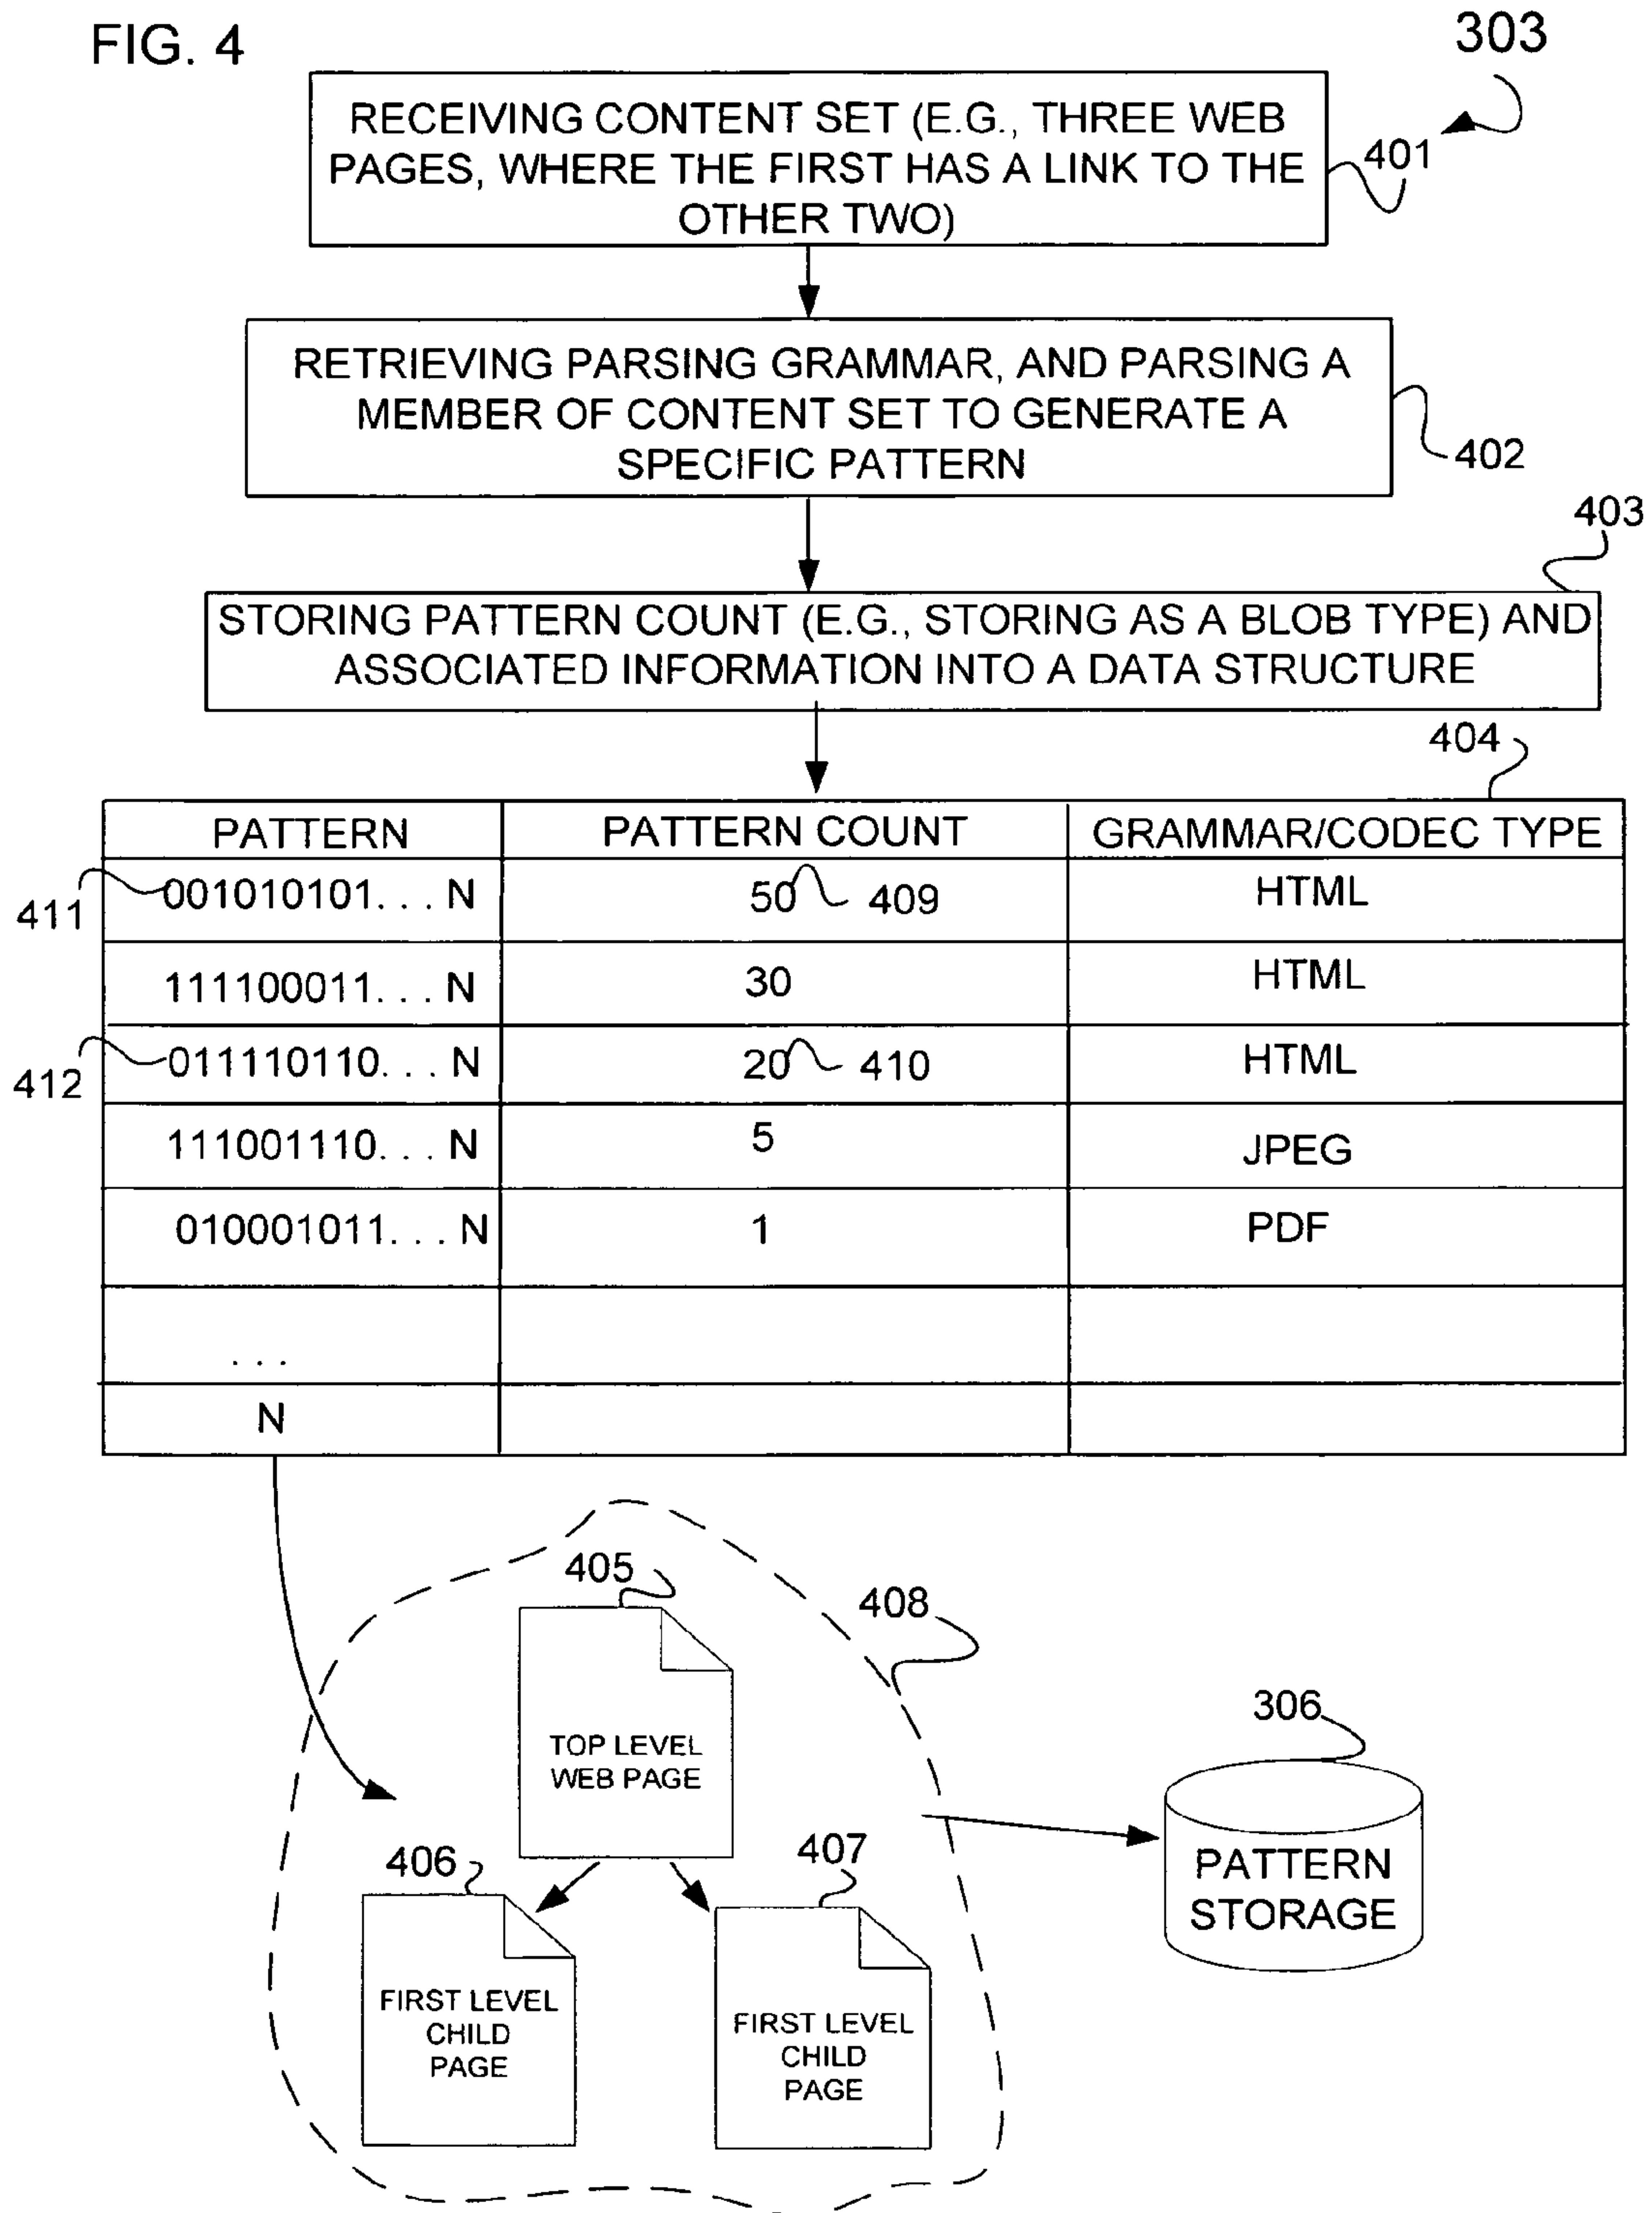 FIG. 4
303
RECEIVING CONTENT SET (E.G., THREE WEB
PAGES, WHERE THE FIRST HAS A LINK TO THE
OTHER TWO)
401
RETRIEVING PARSING GRAMMAR, AND PARSING A
MEMBER OF CONTENT SET TO GENERATE A
SPECIFIC PATTERN
402
403
STORING PATTERN COUNT (E.G., STORING AS A BLOB TYPE) AND
ASSOCIATED INFORMATION INTO A DATA STRUCTURE
404
PATTERN PATTERN COUNT GRAMMAR/CODEC TYPE
411 001010101. . . N 50 409 HTML
111100011. . . N 30 HTML
412 011110110. . . N 20 410 HTML
111001110. . . N 5 JPEG
010001011. . . N 1 PDF
. . .
N
405
408
TOP LEVEL
WEB PAGE
306
PATTERN
STORAGE
406
407
FIRST LEVEL
CHILD
PAGE
FIRST LEVEL
CHILD
PAGE